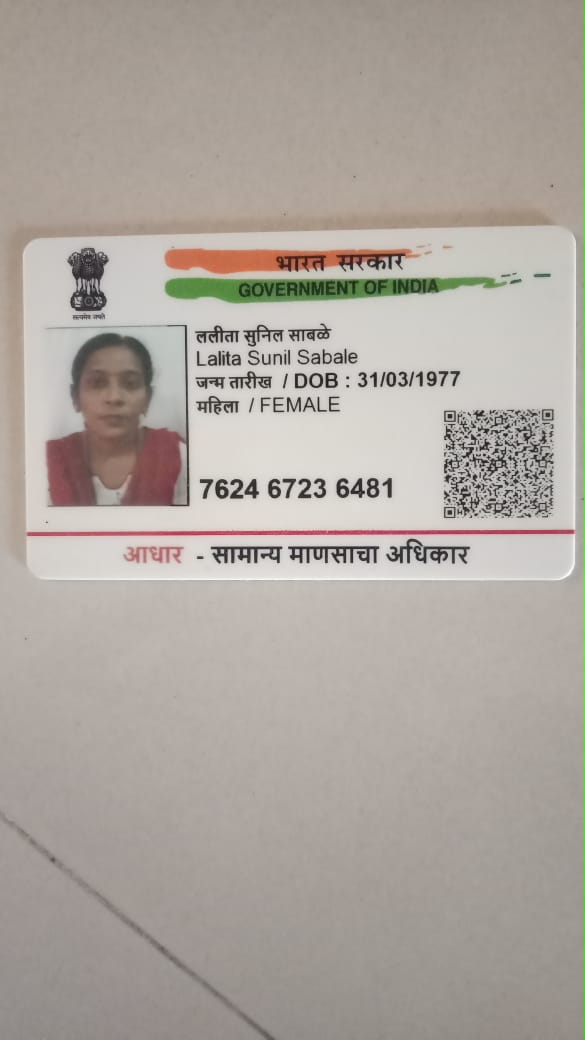 भारत सरकार
GOVERNMENT OF INDIA
सत्यमेव जयते
ललीता सुनिल साबळे
Lalita Sunil Sabale
जन्म तारीख / DOB : 31/03/1977
महिला / FEMALE
7624 6723 6481
आधार - सामान्य माणसाचा अधिकार